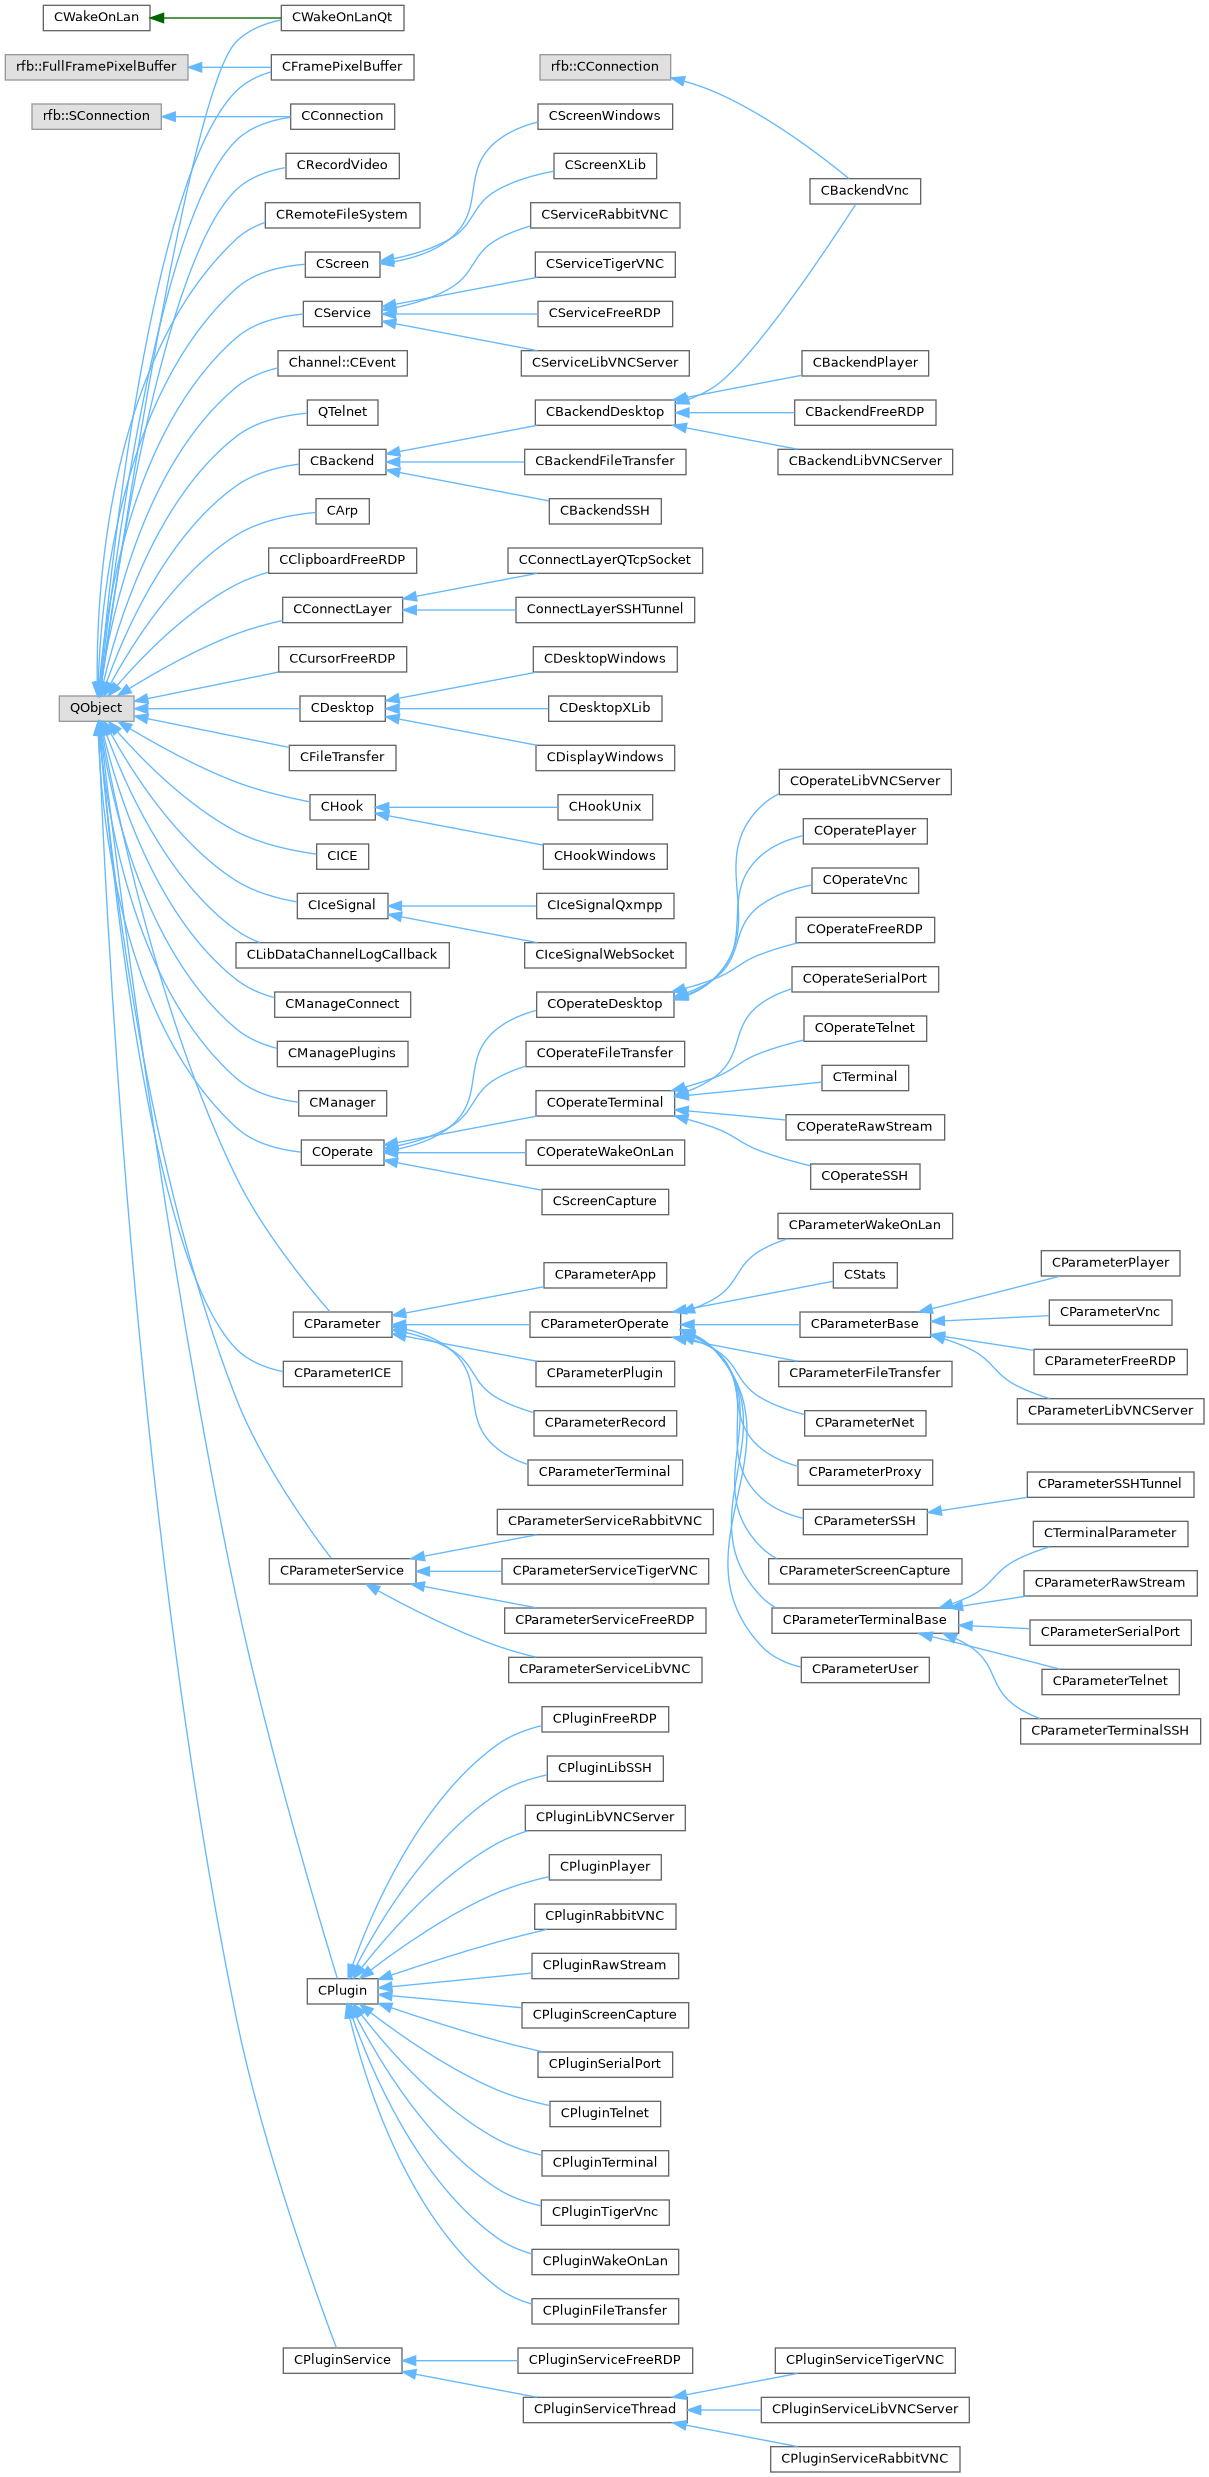 CWakeOnLan
CWakeOnLanQt
rfb::FullFramePixelBuffer
CFramePixelBuffer
rfb::CConnection
rfb::SConnection
CConnection
CScreenWindows
CRecordVideo
CScreenXLib
CBackendVnc
CRemoteFileSystem
CServiceRabbitVNC
CScreen
CServiceTigerVNC
CService
CServiceFreeRDP
Channel::CEvent
CServiceLibVNCServer
CBackendPlayer
QTelnet
CBackendDesktop
CBackendFreeRDP
CBackend
CBackendFileTransfer
CBackendLibVNCServer
CArp
CBackendSSH
CClipboardFreeRDP
CConnectLayerQTcpSocket
CConnectLayer
ConnectLayerSSHTunnel
CCursorFreeRDP
CDesktopWindows
QObject
CDesktop
CDesktopXLib
CFileTransfer
CDisplayWindows
COperateLibVNCServer
CHook
CHookUnix
COperatePlayer
CICE
CHookWindows
COperateVnc
CIceSignal
CIceSignalQxmpp
COperateFreeRDP
CLibDataChannelLogCallback
CIceSignalWebSocket
COperateSerialPort
CManageConnect
COperateDesktop
COperateTelnet
CManagePlugins
COperateFileTransfer
CTerminal
CManager
COperateTerminal
COperateRawStream
COperate
COperateWakeOnLan
COperateSSH
CScreenCapture
CParameterWakeOnLan
CParameterPlayer
CParameterApp
CStats
CParameterVnc
CParameter
CParameterOperate
CParameterBase
CParameterFreeRDP
CParameterICE
CParameterPlugin
CParameterFileTransfer
CParameterLibVNCServer
CParameterRecord
CParameterNet
CParameterTerminal
CParameterProxy
CParameterSSHTunnel
CParameterServiceRabbitVNC
CParameterSSH
CTerminalParameter
CParameterService
CParameterServiceTigerVNC
CParameterScreenCapture
CParameterRawStream
CParameterServiceFreeRDP
CParameterTerminalBase
CParameterSerialPort
CParameterServiceLibVNC
CParameterUser
CParameterTelnet
CPluginFreeRDP
CParameterTerminalSSH
CPluginLibSSH
CPluginLibVNCServer
CPluginPlayer
CPluginRabbitVNC
CPluginRawStream
CPlugin
CPluginScreenCapture
CPluginSerialPort
CPluginTelnet
CPluginTerminal
CPluginTigerVnc
CPluginWakeOnLan
CPluginFileTransfer
CPluginService
CPluginServiceFreeRDP
CPluginServiceTigerVNC
CPluginServiceThread
CPluginServiceLibVNCServer
CPluginServiceRabbitVNC